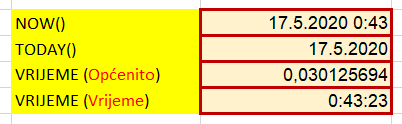 NOW() 17.5.2020 0:43
TODAY() 17.5.2020
VRIJEME (Općenito) 0,030125694
VRIJEME (Vrijeme) 0:43:23